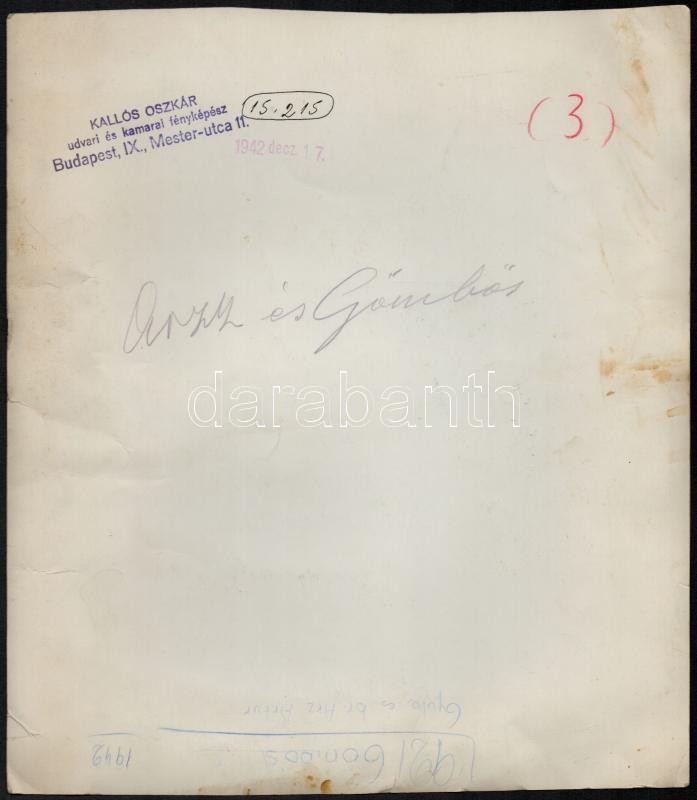 KALLÓS OSZKÁR
udvari és kamarai fényképész
Budapest, IX., Mester-utca 11.
15.215
1942 decz. 17.
(3)
Arzt és Gömbös
darabanth
Gyula és br Arz Artur
Gömbös
1942